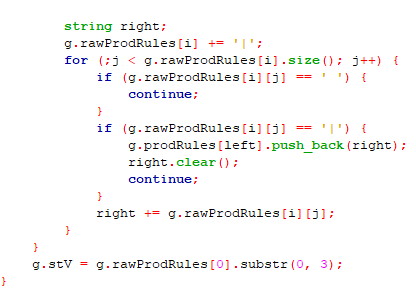 string right;
g.rawProdRules[i] += '|';
for (;j < g.rawProdRules[i].size(); j++) {
if (g.rawProdRules[i][j] == ' ') {
continue;
}
if (g.rawProdRules[i][j] == '|') {
g.prodRules[left].push_back(right);
right.clear();
continue;
}
right += g.rawProdRules[i][j];
}
}
g.stV = g.rawProdRules[0].substr(0, 3);
}